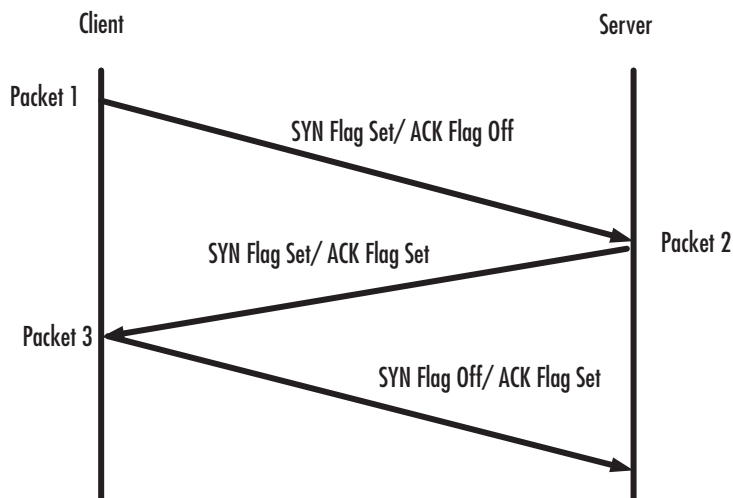 Client
Server
Packet 1
SYN Flag Set/ ACK Flag Off
SYN Flag Set/ ACK Flag Set
Packet 2
Packet 3
SYN Flag Off/ ACK Flag Set